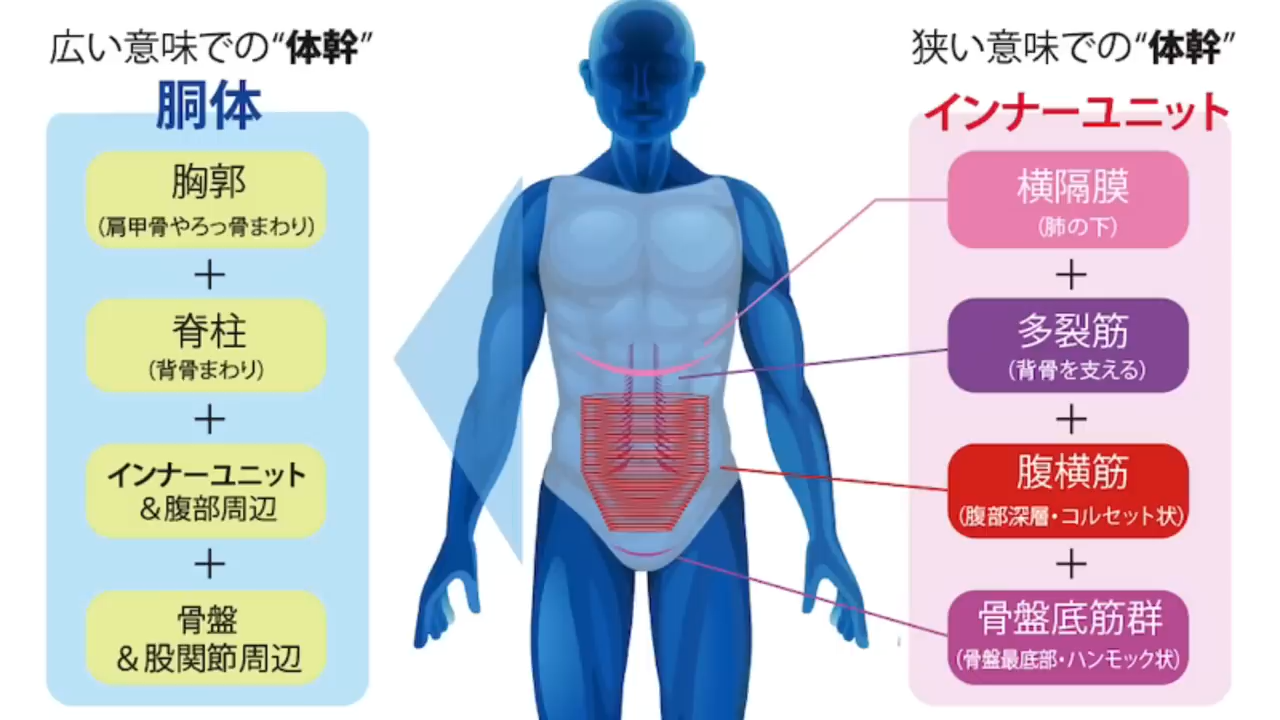 広い意味での“体幹”
胴体
胸郭
(肩甲骨やろっ骨まわり)
+
脊柱
(背骨まわり)
+
インナーユニット
&腹部周辺
+
骨盤
&股関節周辺
狭い意味での“体幹”
インナーユニット
横隔膜
(肺の下)
+
多裂筋
(背骨を支える)
+
腹横筋
(腹部深層・コルセット状)
+
骨盤底筋群
(骨盤最底部・ハンモック状)